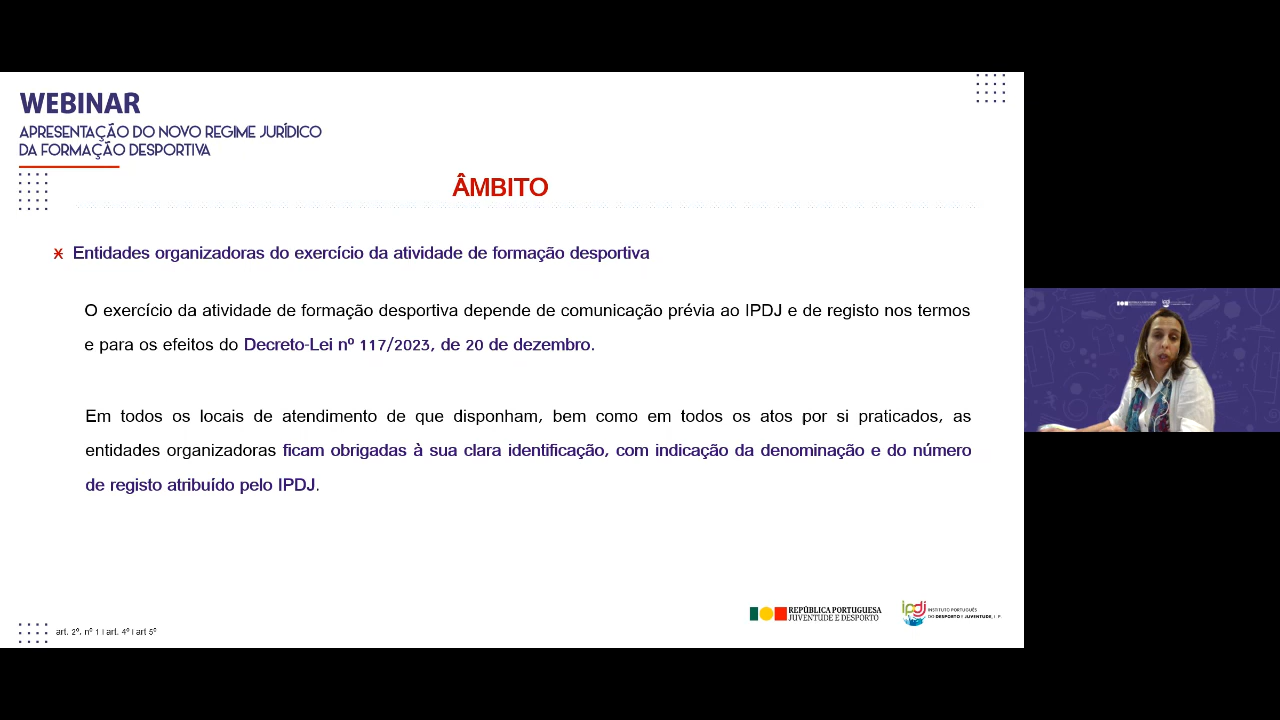 WEBINAR
APRESENTAÇÃO DO NOVO REGIME JURÍDICO
DA FORMAÇÃO DESPORTIVA
ÂMBITO
Entidades organizadoras do exercício da atividade de formação desportiva
O exercício da atividade de formação desportiva depende de comunicação prévia ao IPDJ e de registo nos termos
e para os efeitos do Decreto-Lei nº 117/2023, de 20 de dezembro.
Em todos os locais de atendimento de que disponham, bem como em todos os atos por si praticados, as
entidades organizadoras ficam obrigadas à sua clara identificação, com indicação da denominação e do número
de registo atribuído pelo IPDJ.
REPÚBLICA PORTUGUESA
JUVENTUDE E DESPORTO
ipdj
INSTITUTO PORTUGUÊS
DO DESPORTO E JUVENTUDE, I. P.
art. 2º, nº 1 I art. 4º I art 5º